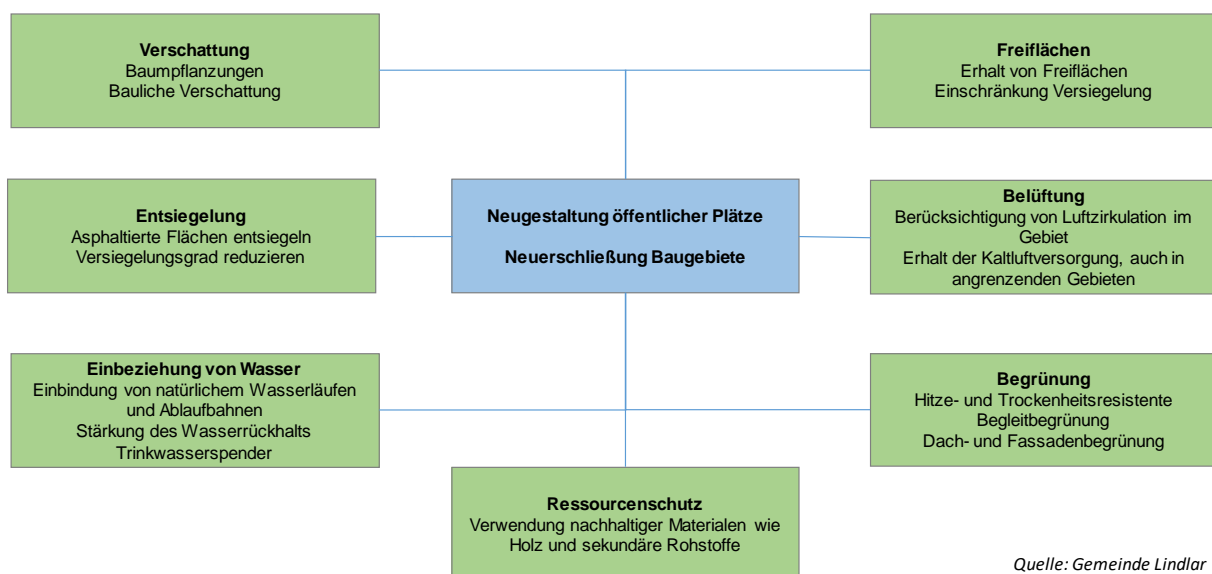 Verschattung
Baumpflanzungen
Bauliche Verschattung
Freiflächen
Erhalt von Freiflächen
Einschränkung Versiegelung
Entsiegelung
Asphaltierte Flächen entsiegeln
Versiegelungsgrad reduzieren
Neugestaltung öffentlicher Plätze
Neuerschließung Baugebiete
Belüftung
Berücksichtigung von Luftzirkulation im
Gebiet
Erhalt der Kaltluftversorgung, auch in
angrenzenden Gebieten
Einbeziehung von Wasser
Einbindung von natürlichem Wasserläufen
und Ablaufbahnen
Stärkung des Wasserrückhalts
Trinkwasserspender
Begrünung
Hitze- und Trockenheitsresistente
Begleitbegrünung
Dach- und Fassadenbegrünung
Ressourcenschutz
Verwendung nachhaltiger Materialen wie
Holz und sekundäre Rohstoffe
Quelle: Gemeinde Lindlar